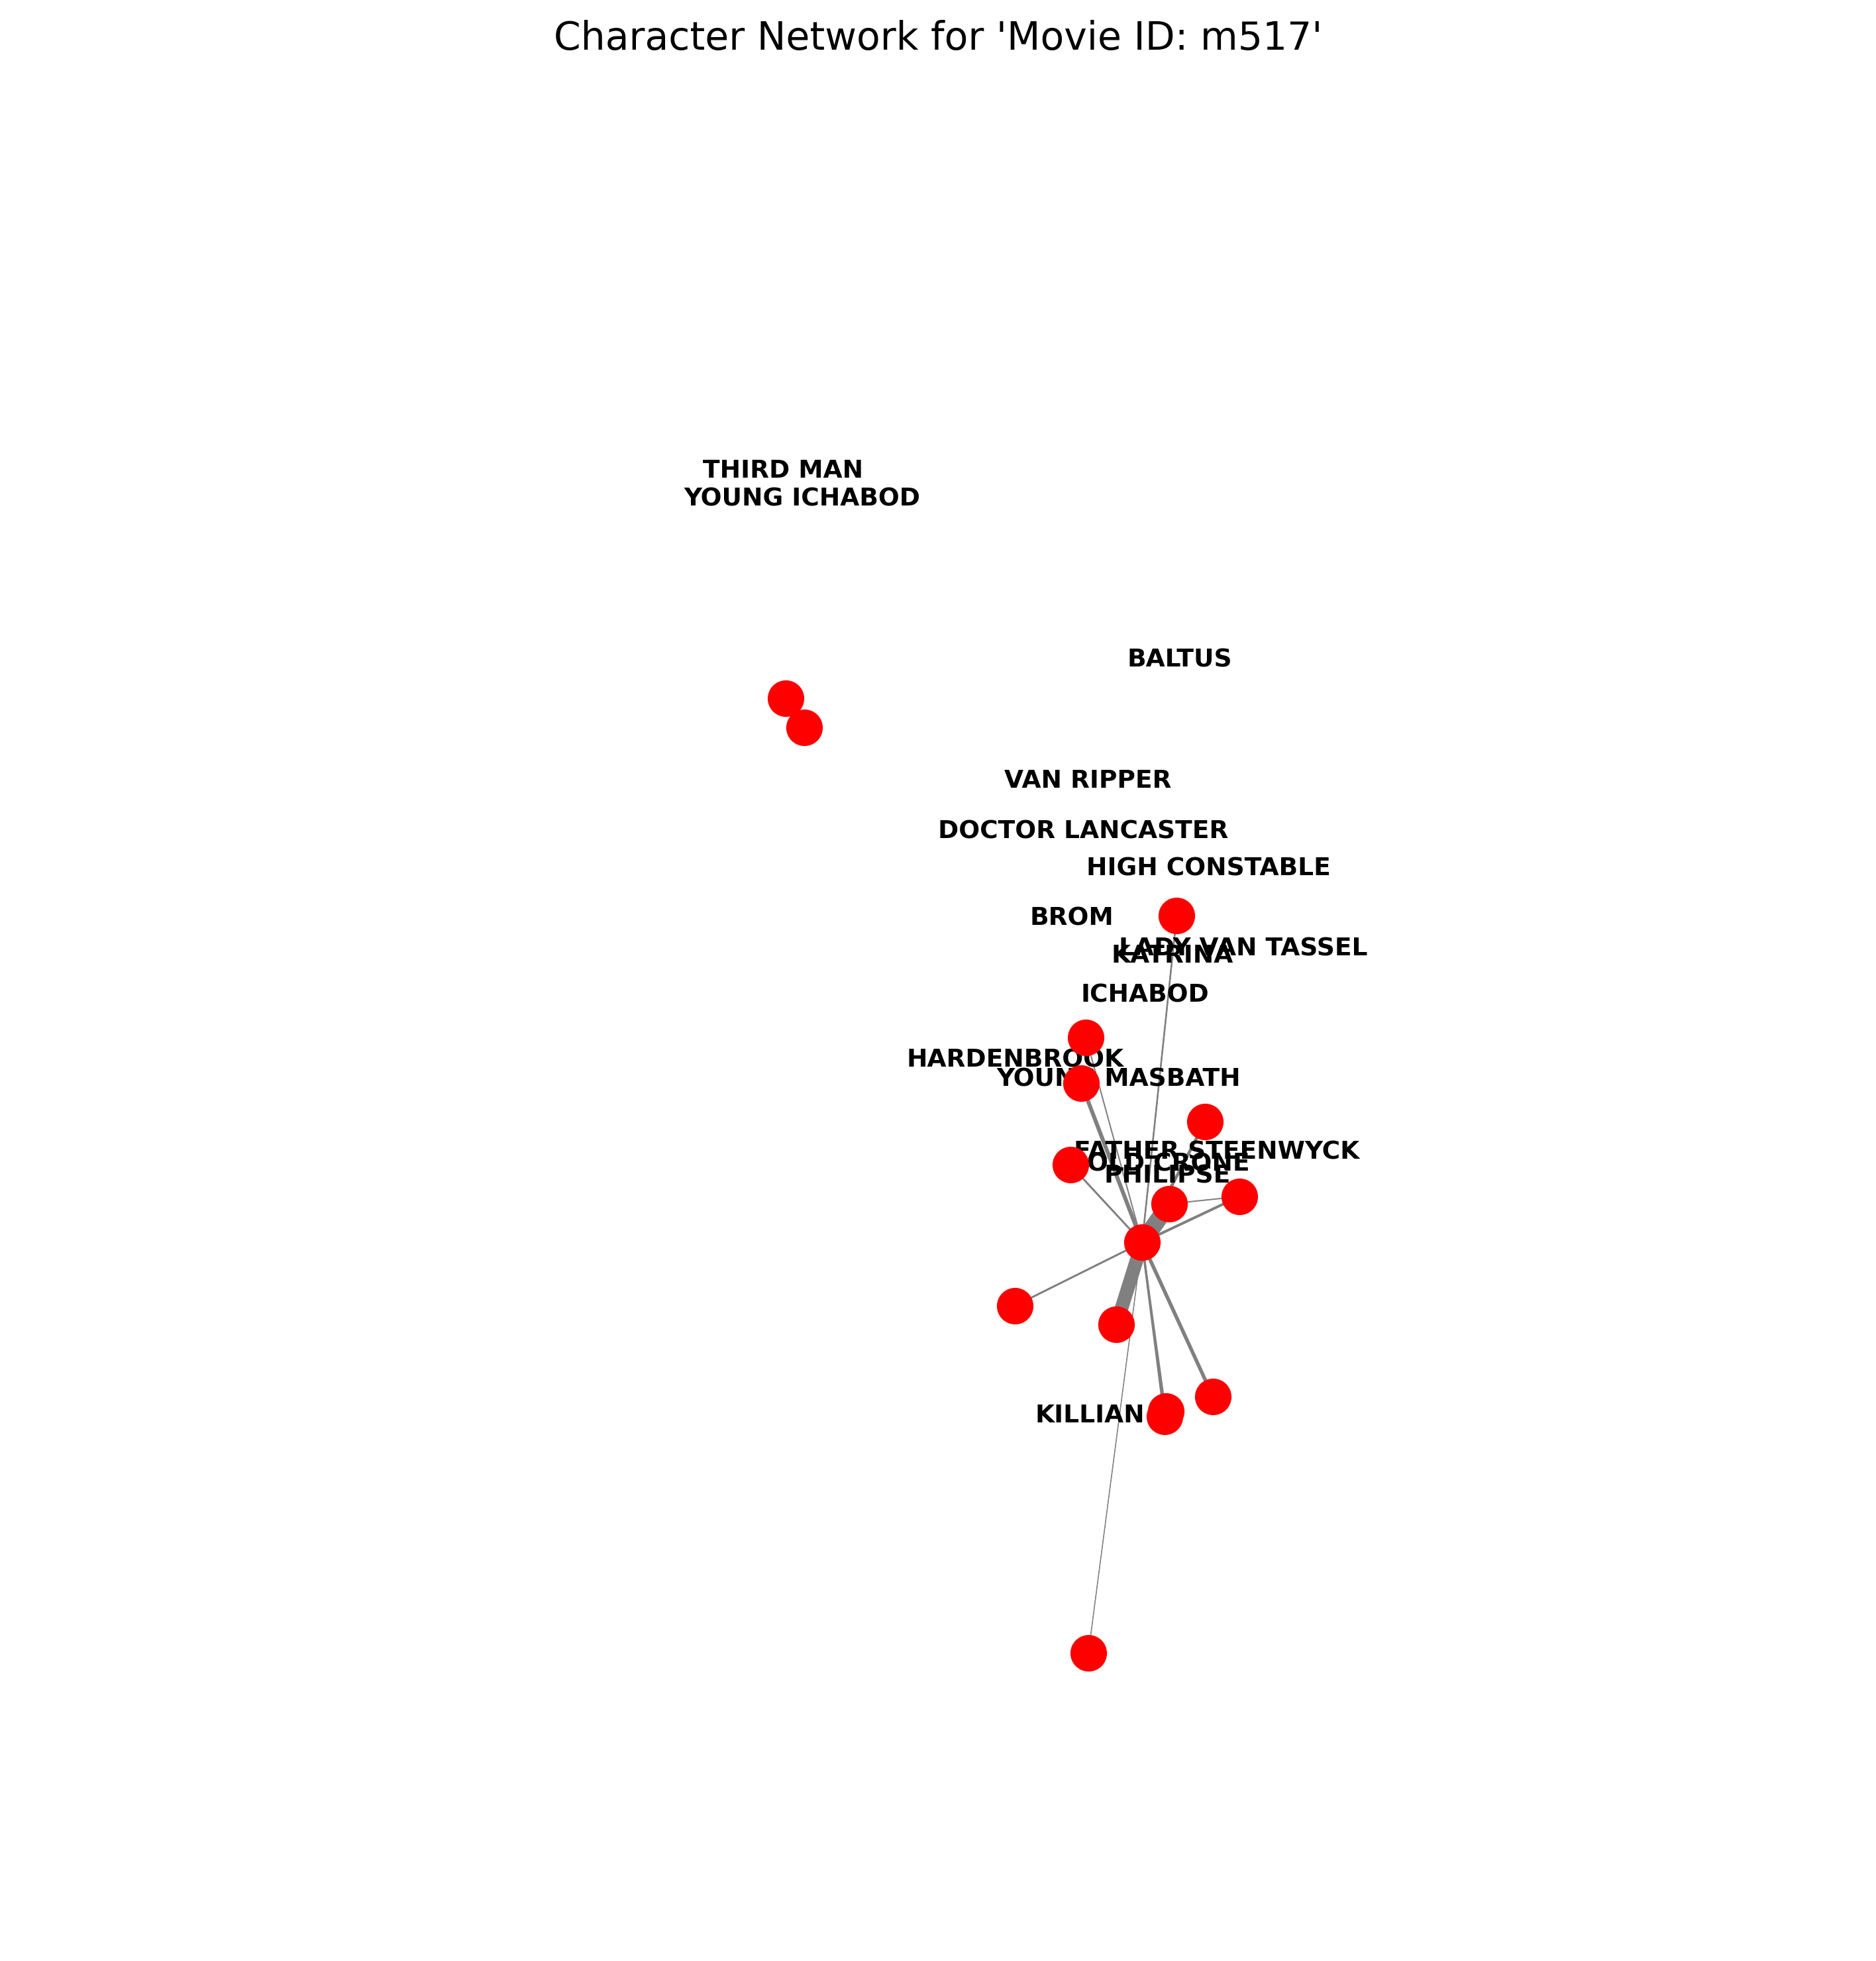 Character Network for 'Movie ID: m517'
THIRD MAN
YOUNG ICHABOD
BALTUS
VAN RIPPER
DOCTOR LANCASTER
HIGH CONSTABLE
BROM
LADY VAN TASSEL
KATRINA
ICHABOD
HARDENBROOK
YOUNG MASBATH
FATHER STEENWYCK
OLD CRONE
PHILIPSE
KILLIAN